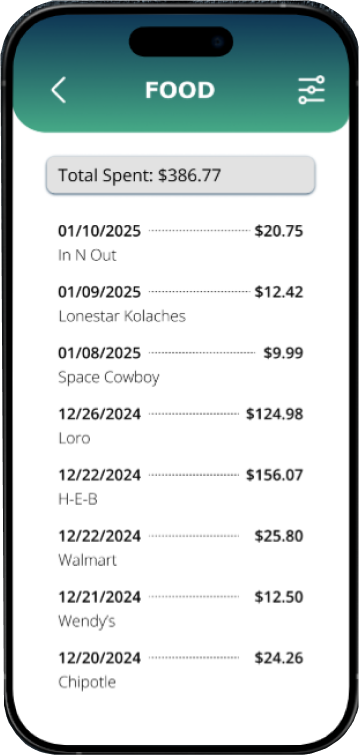 FOOD
Total Spent: $386.77
01/10/2025 $20.75
In N Out
01/09/2025 $12.42
Lonestar Kolaches
01/08/2025 $9.99
Space Cowboy
12/26/2024 $124.98
Loro
12/22/2024 $156.07
H-E-B
12/22/2024 $25.80
Walmart
12/21/2024 $12.50
Wendy's
12/20/2024 $24.26
Chipotle